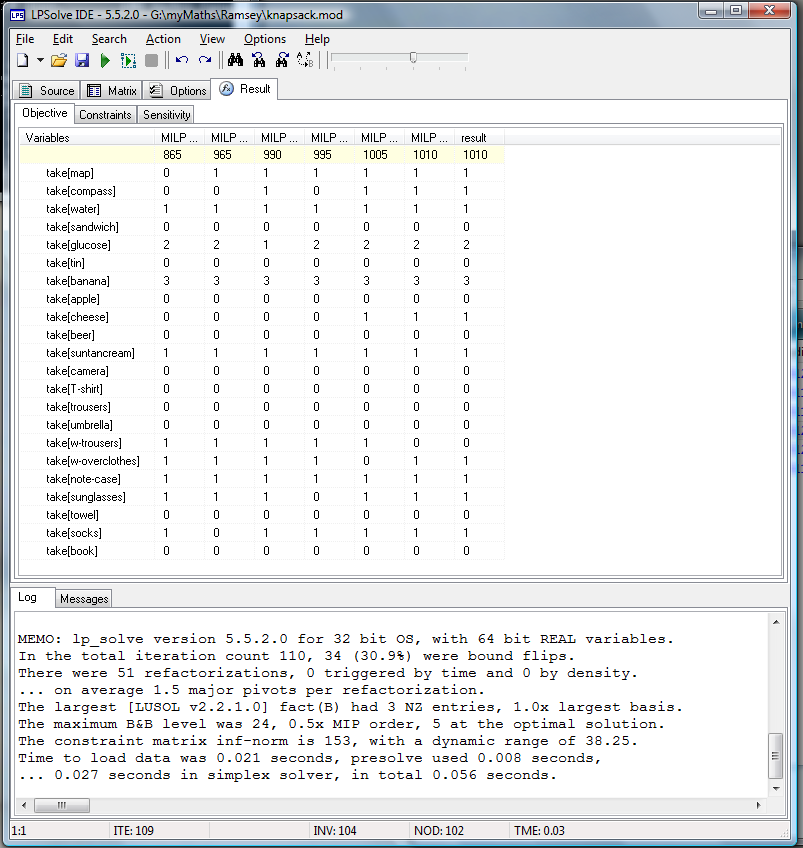 LPSolve IDE - 5.5.2.0 - G:\myMaths\Ramsey\knapsack.mod
File Edit Search Action View Options Help
Source Matrix Options Result
Objective Constraints Sensitivity
Variables MILP ... MILP ... MILP ... MILP ... MILP ... MILP ... result
865 965 990 995 1005 1010 1010
take[map] 0 1 1 1 1 1 1
take[compass] 0 0 1 0 1 1 1
take[water] 1 1 1 1 1 1 1
take[sandwich] 0 0 0 0 0 0 0
take[glucose] 2 2 1 2 2 2 2
take[tin] 0 0 0 0 0 0 0
take[banana] 3 3 3 3 3 3 3
take[apple] 0 0 0 0 0 0 0
take[cheese] 0 0 0 0 1 1 1
take[beer] 0 0 0 0 0 0 0
take[suntancream] 1 1 1 1 1 1 1
take[camera] 0 0 0 0 0 0 0
take[T-shirt] 0 0 0 0 0 0 0
take[trousers] 0 0 0 0 0 0 0
take[umbrella] 0 0 0 0 0 0 0
take[w-trousers] 1 1 1 1 1 0 0
take[w-overclothes] 1 1 1 1 0 1 1
take[note-case] 1 1 1 1 1 1 1
take[sunglasses] 1 1 1 0 1 1 1
take[towel] 0 0 0 0 0 0 0
take[socks] 1 0 1 1 1 1 1
take[book] 0 0 0 0 0 0 0
Log Messages
MEMO: lp_solve version 5.5.2.0 for 32 bit OS, with 64 bit REAL variables.
In the total iteration count 110, 34 (30.9%) were bound flips.
There were 51 refactorizations, 0 triggered by time and 0 by density.
... on average 1.5 major pivots per refactorization.
The largest [LUSOL v2.2.1.0] fact(B) had 3 NZ entries, 1.0x largest basis.
The maximum B&B level was 24, 0.5x MIP order, 5 at the optimal solution.
The constraint matrix inf-norm is 153, with a dynamic range of 38.25.
Time to load data was 0.021 seconds, presolve used 0.008 seconds,
... 0.027 seconds in simplex solver, in total 0.056 seconds.
1:1 ITE: 109 INV: 104 NOD: 102 TME: 0.03